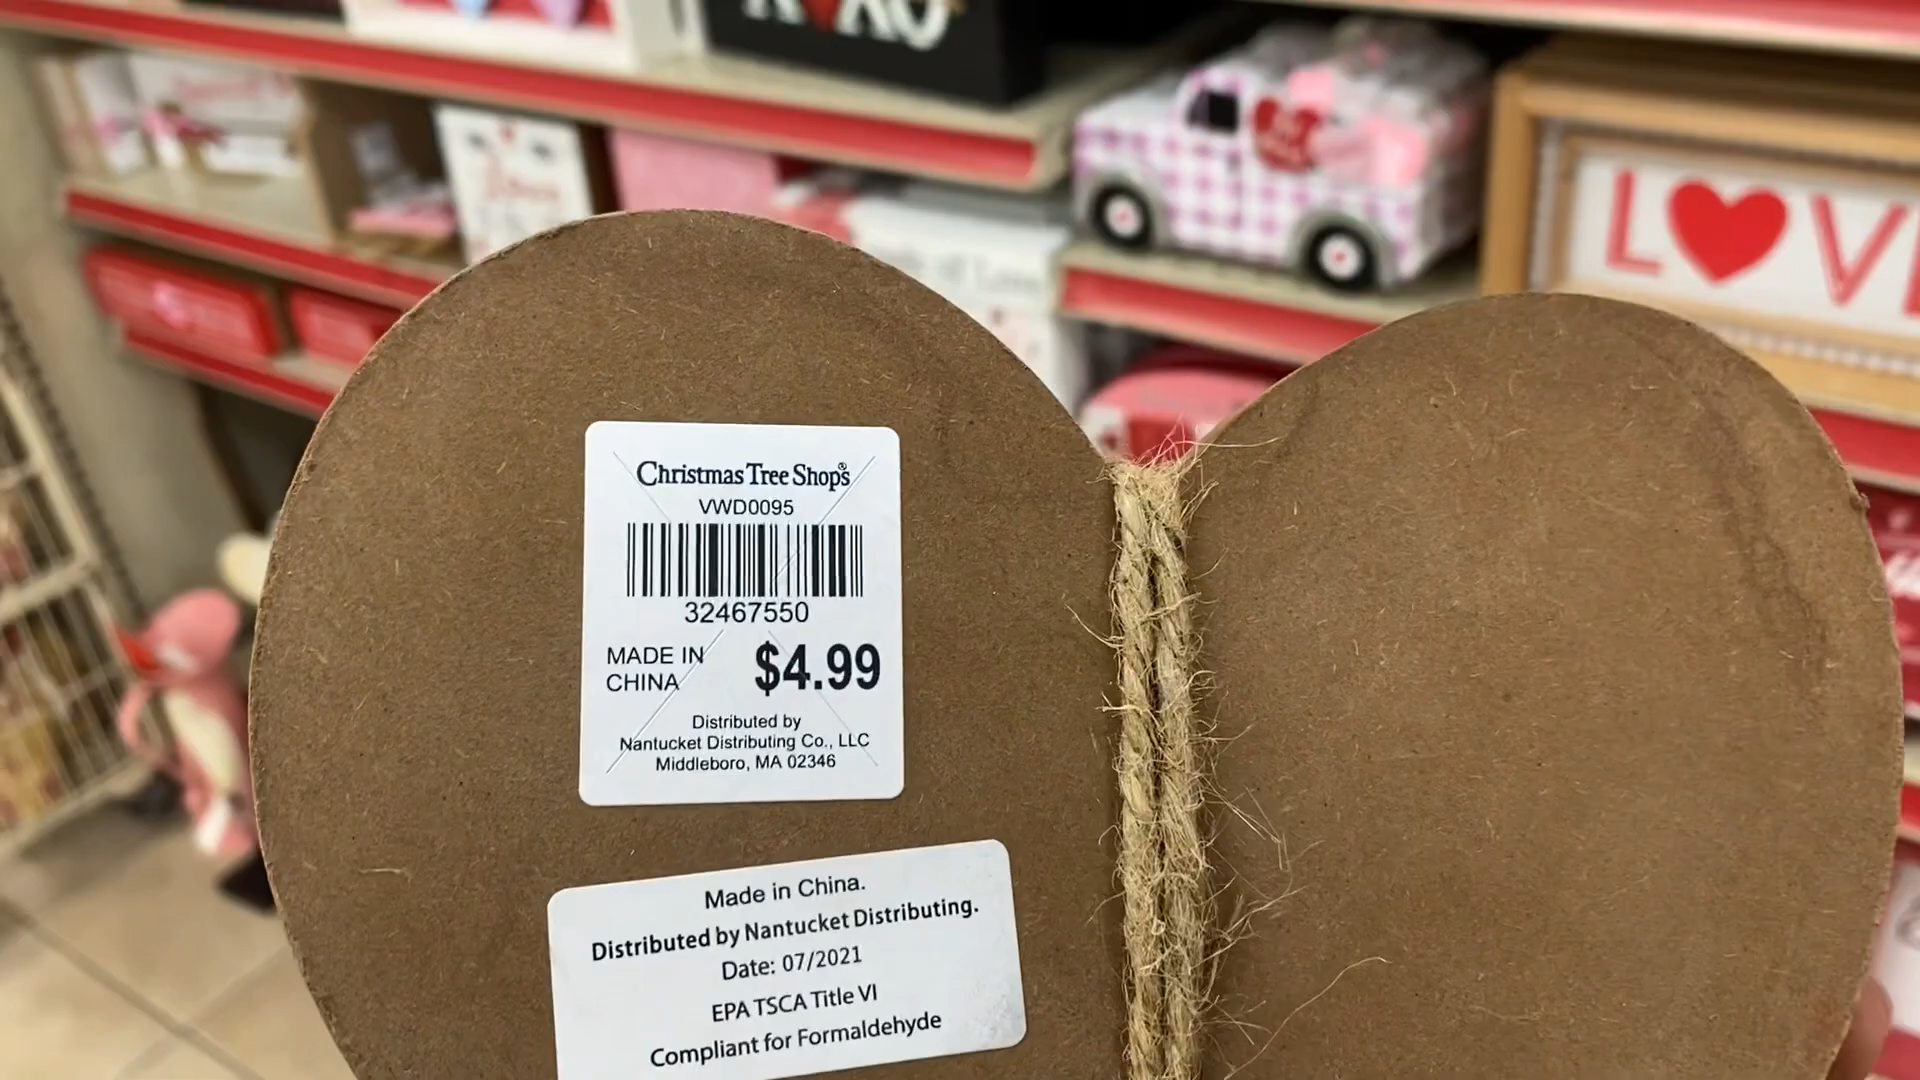 XOXO
LOVE
Christmas Tree Shops®
VWD0095
32467550
MADE IN
CHINA
$4.99
Distributed by
Nantucket Distributing Co., LLC
Middleboro, MA 02346
Made in China.
Distributed by Nantucket Distributing.
Date: 07/2021
EPA TSCA Title VI
Compliant for Formaldehyde